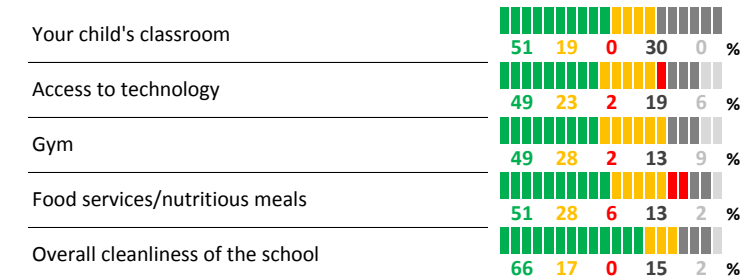 Your child's classroom
51 19 0 30 0 %
Access to technology
49 23 2 19 6 %
Gym
49 28 2 13 9 %
Food services/nutritious meals
51 28 6 13 2 %
Overall cleanliness of the school
66 17 0 15 2 %